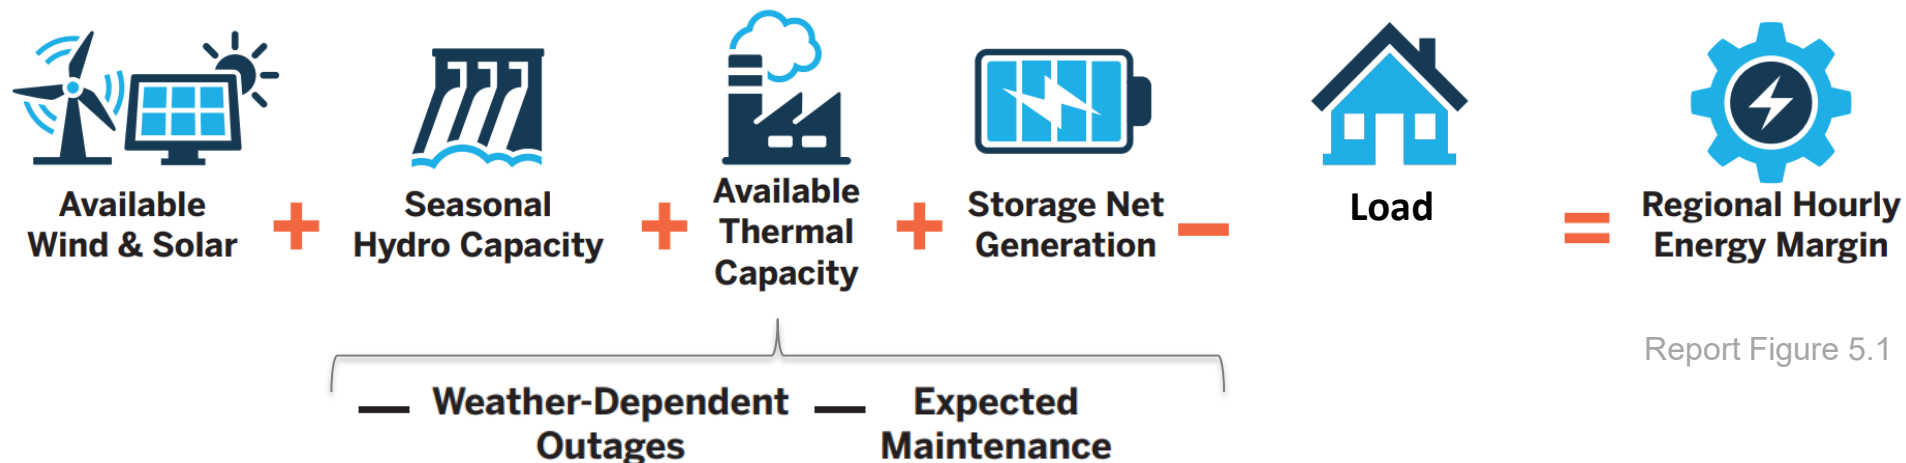 Available
Wind & Solar
+
Seasonal
Hydro Capacity
+
Available
Thermal
Capacity
+
Storage Net
Generation
−
Load
=
Regional Hourly
Energy Margin
Report Figure 5.1
— Weather-Dependent
Outages
— Expected
Maintenance